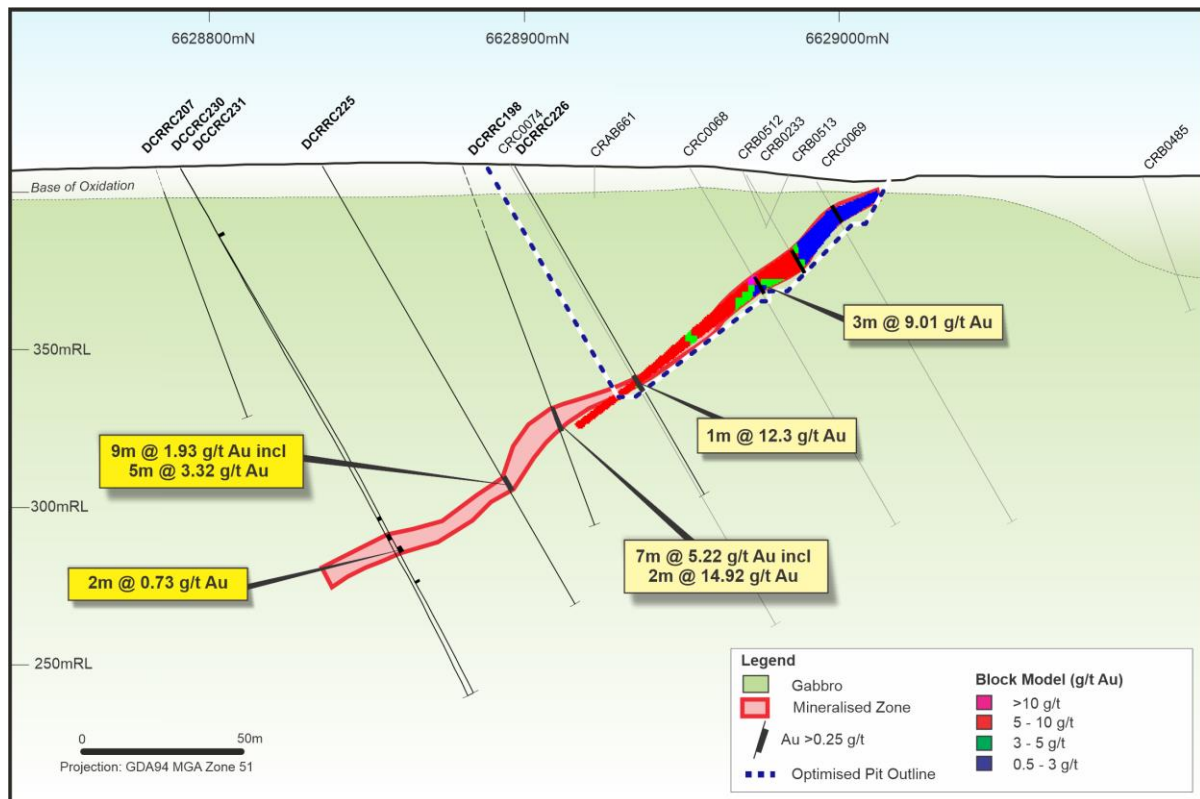 6628800mN
6628900mN
6629000mN
DCRRC207
DCCRC230
DCCRC231
DCRRC225
DCRRC198
CRC0074
DCRRC226
CRAB661
CRC0068
CRB0512
CRB0233
CRB0513
CRC0069
CRB0485
Base of Oxidation
3m @ 9.01 g/t Au
350mRL
1m @ 12.3 g/t Au
9m @ 1.93 g/t Au incl
5m @ 3.32 g/t Au
300mRL
7m @ 5.22 g/t Au incl
2m @ 14.92 g/t Au
2m @ 0.73 g/t Au
250mRL
Legend
Gabbro
Mineralised Zone
Au >0.25 g/t
Optimised Pit Outline
Block Model (g/t Au)
>10 g/t
5 - 10 g/t
3 - 5 g/t
0.5 - 3 g/t
0
50m
Projection: GDA94 MGA Zone 51